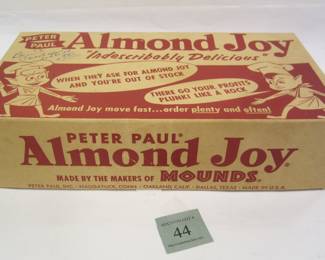 PETER PAUL Almond Joy
"Indescribably Delicious"
WHEN THEY ASK FOR ALMOND JOY
AND YOU'RE OUT OF STOCK
THERE GO YOUR PROFITS
PLUNK! LIKE A ROCK
Almond Joy move fast...order plenty and often!
PETER PAUL®
Almond Joy®
MADE BY THE MAKERS OF MOUNDS®
PETER PAUL INC. • NAUGATUCK, CONN. • OAKLAND, CALIF. • DALLAS, TEXAS • MADE IN U.S.A.
44